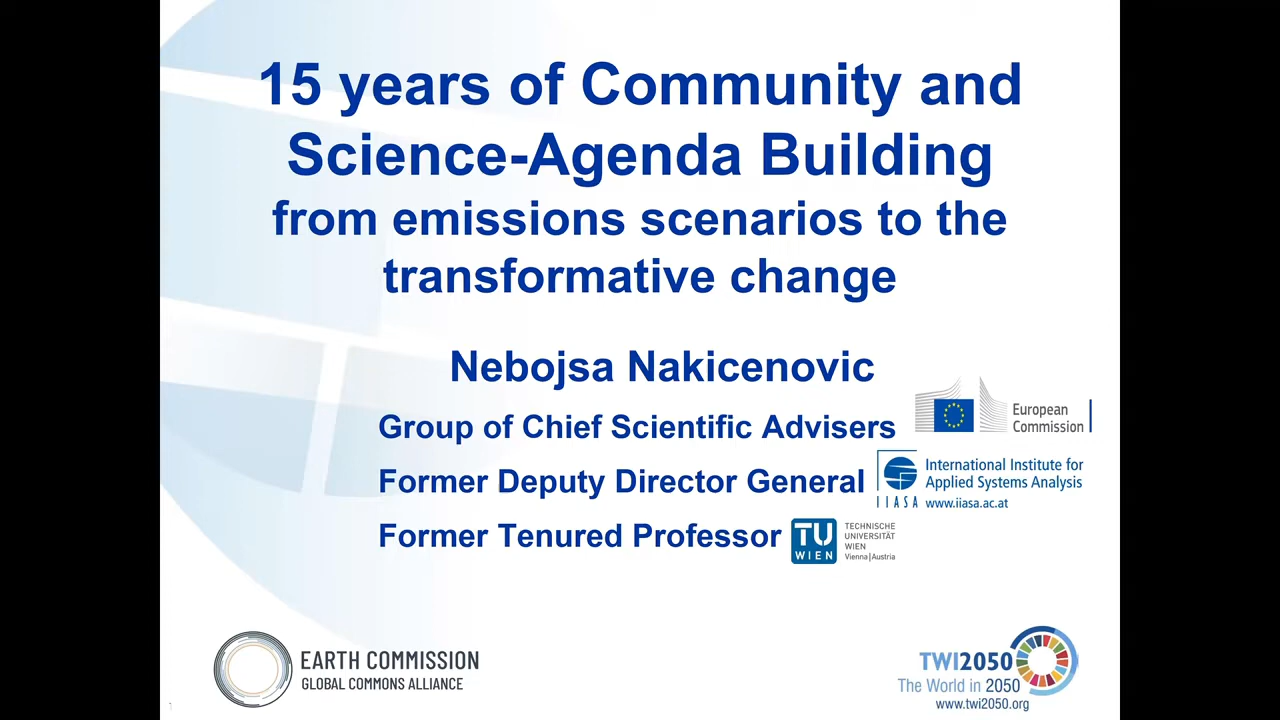 15 years of Community and
Science-Agenda Building
from emissions scenarios to the
transformative change
Nebojsa Nakicenovic
Group of Chief Scientific Advisers
European
Commission
Former Deputy Director General
IIASA
International Institute for
Applied Systems Analysis
www.iiasa.ac.at
Former Tenured Professor
TU
WIEN
TECHNISCHE
UNIVERSITÄT
WIEN
Vienna|Austria
EARTH COMMISSION
GLOBAL COMMONS ALLIANCE
TWI2050
The World in 2050
www.twi2050.org
1